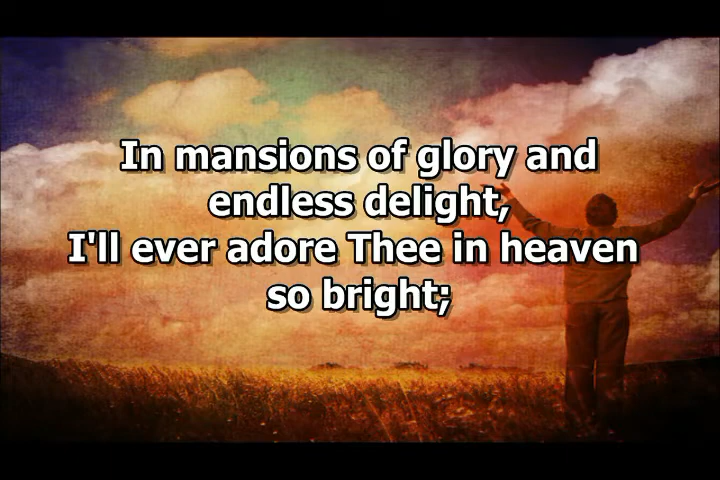 In mansions of glory and
endless delight,
I'll ever adore Thee in heaven
so bright;